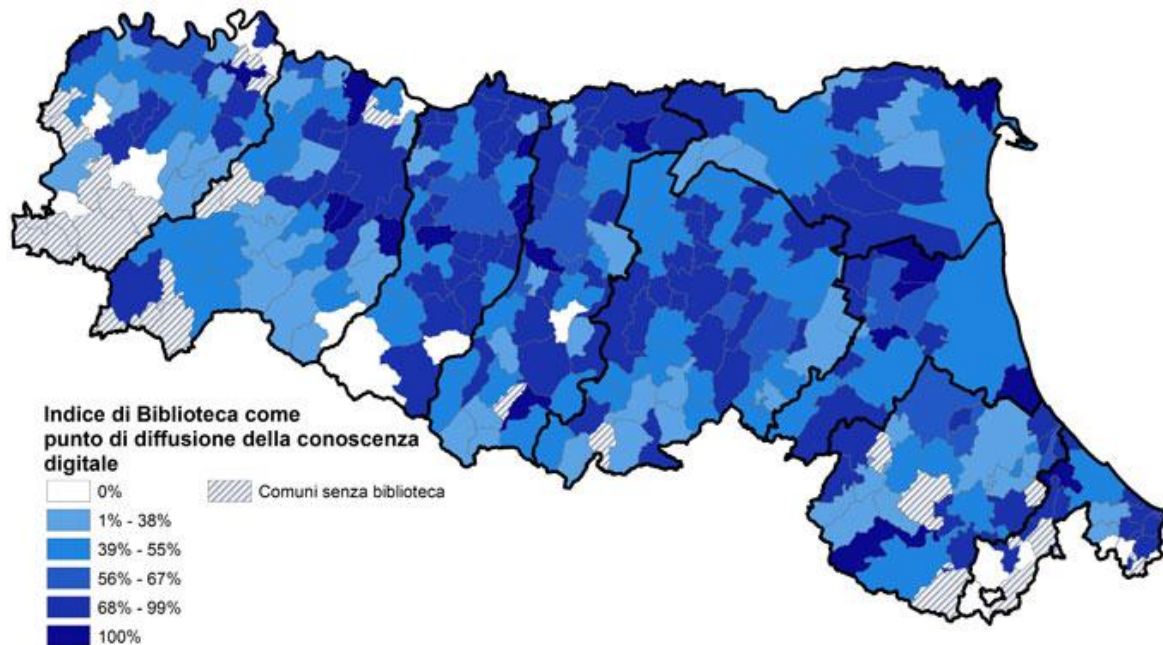 Indice di Biblioteca come
punto di diffusione della conoscenza
digitale
0%
Comuni senza biblioteca
1% - 38%
39% - 55%
56% - 67%
68% - 99%
100%